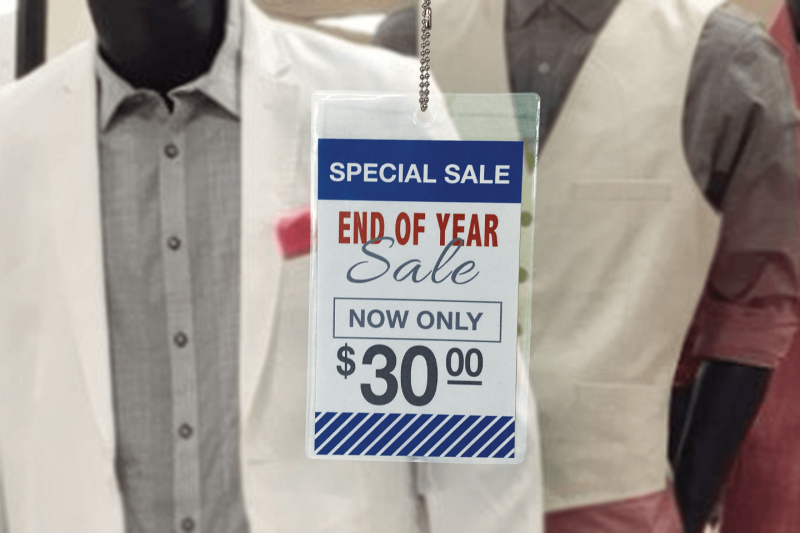 SPECIAL SALE
END OF YEAR
Sale
NOW ONLY
$30 00